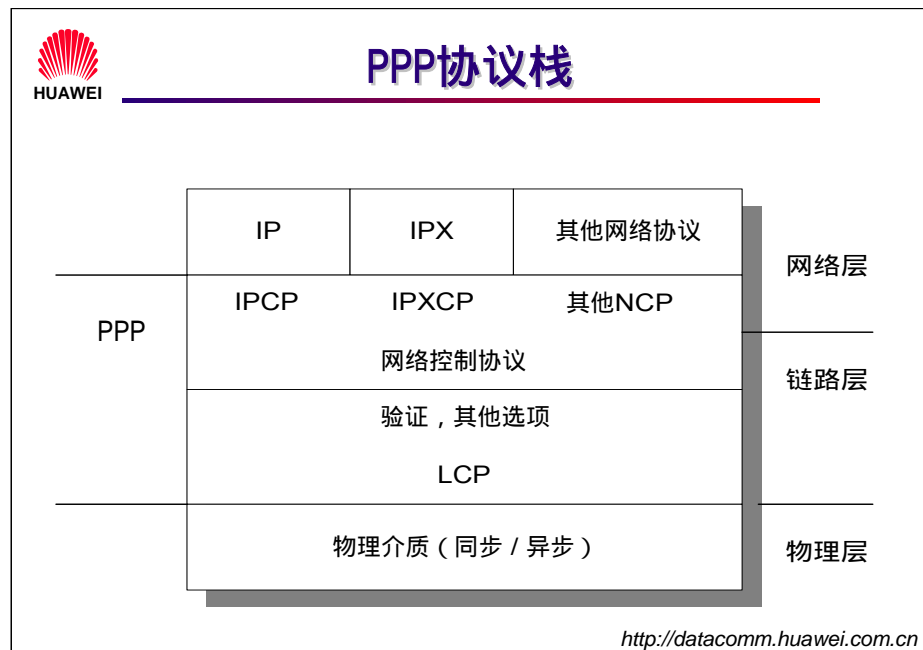 HUAWEI
PPP协议栈
IP IPX 其他网络协议
网络层
IPCP IPXCP 其他NCP
PPP
网络控制协议
链路层
验证，其他选项
LCP
物理介质（同步 / 异步）
物理层
http://datacomm.huawei.com.cn